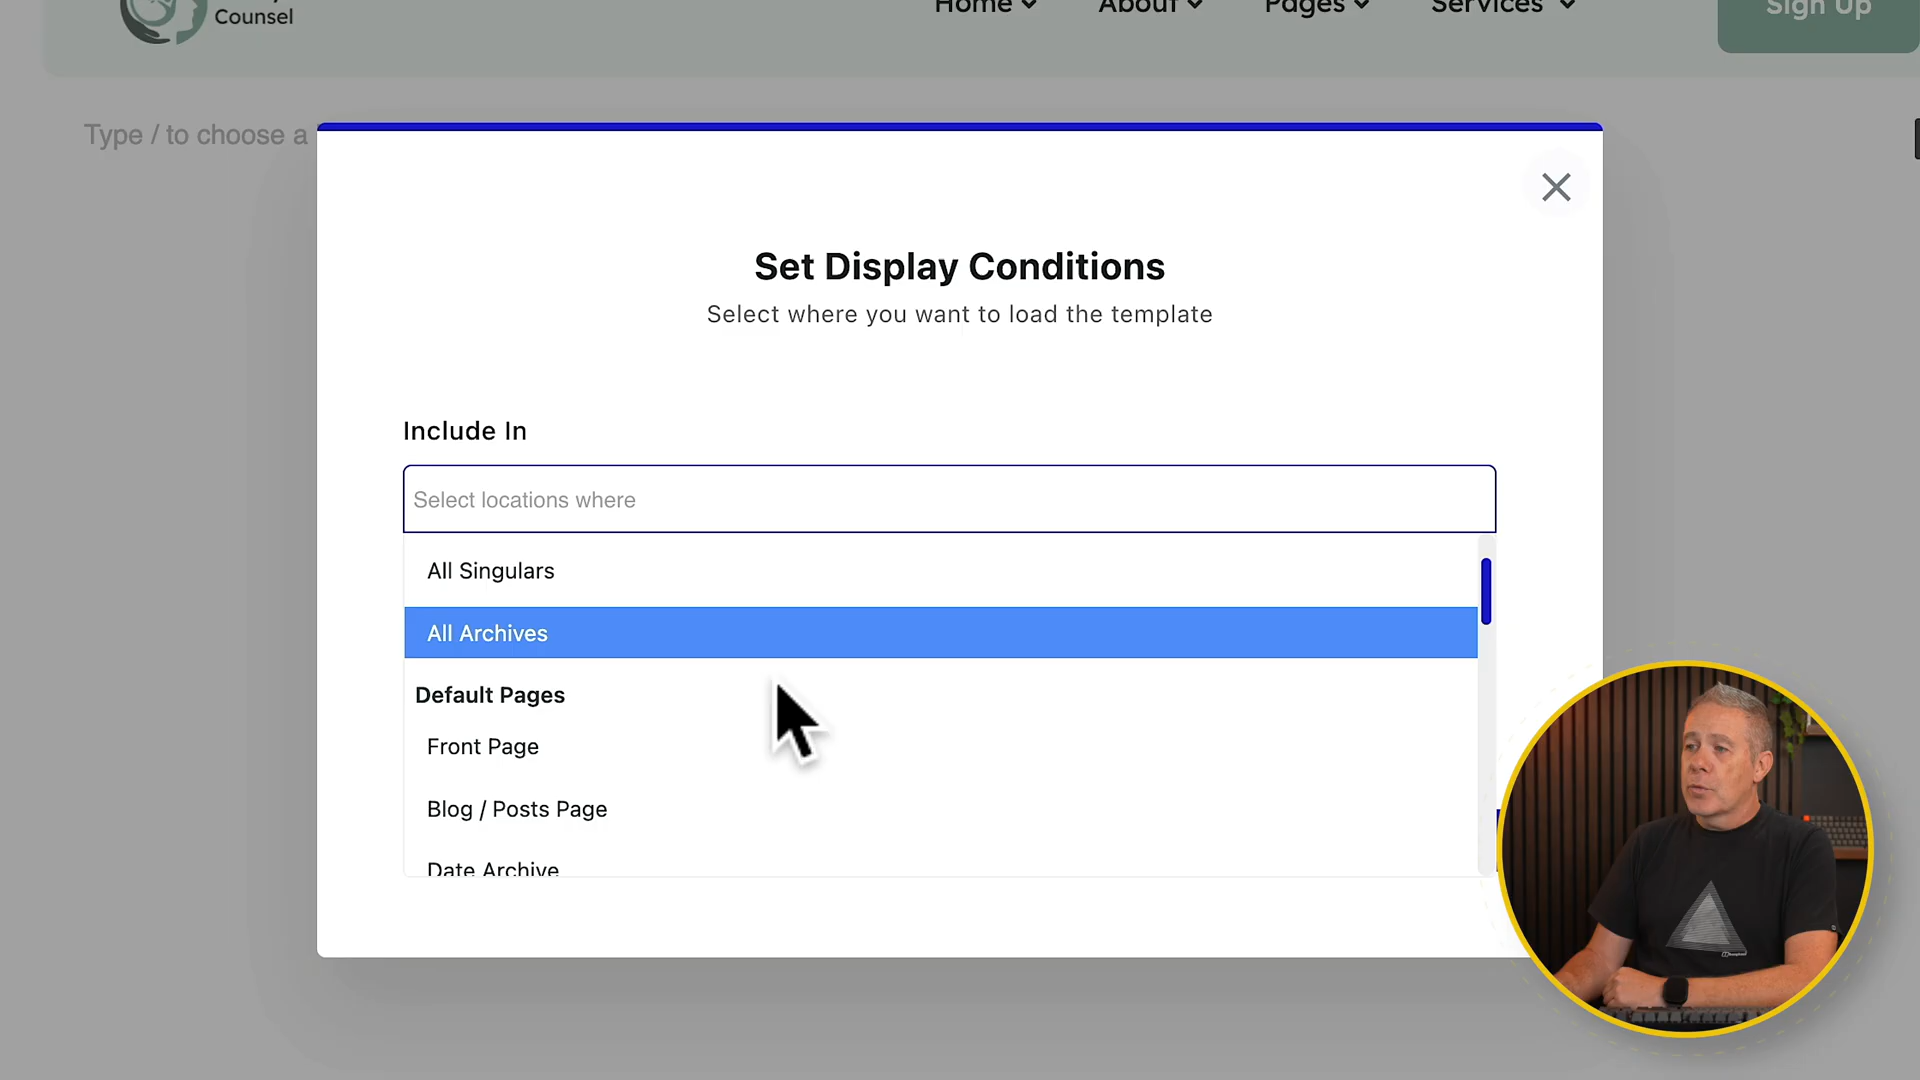 Counsel
Home
About
Pages
Services
Sign Up
Type / to choose a
Set Display Conditions
Select where you want to load the template
Include In
Select locations where
All Singulars
All Archives
Default Pages
Front Page
Blog / Posts Page
Date Archive